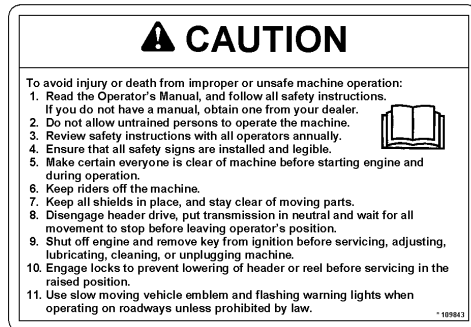 CAUTION
To avoid injury or death from improper or unsafe machine operation:
1. Read the Operator's Manual, and follow all safety instructions.
If you do not have a manual, obtain one from your dealer.
2. Do not allow untrained persons to operate the machine.
3. Review safety instructions with all operators annually.
4. Ensure that all safety signs are installed and legible.
5. Make certain everyone is clear of machine before starting engine and
during operation.
6. Keep riders off the machine.
7. Keep all shields in place, and stay clear of moving parts.
8. Disengage header drive, put transmission in neutral and wait for all
movement to stop before leaving operator's position.
9. Shut off engine and remove key from ignition before servicing, adjusting,
lubricating, cleaning, or unplugging machine.
10. Engage locks to prevent lowering of header or reel before servicing in the
raised position.
11. Use slow moving vehicle emblem and flashing warning lights when
operating on roadways unless prohibited by law.
*109843